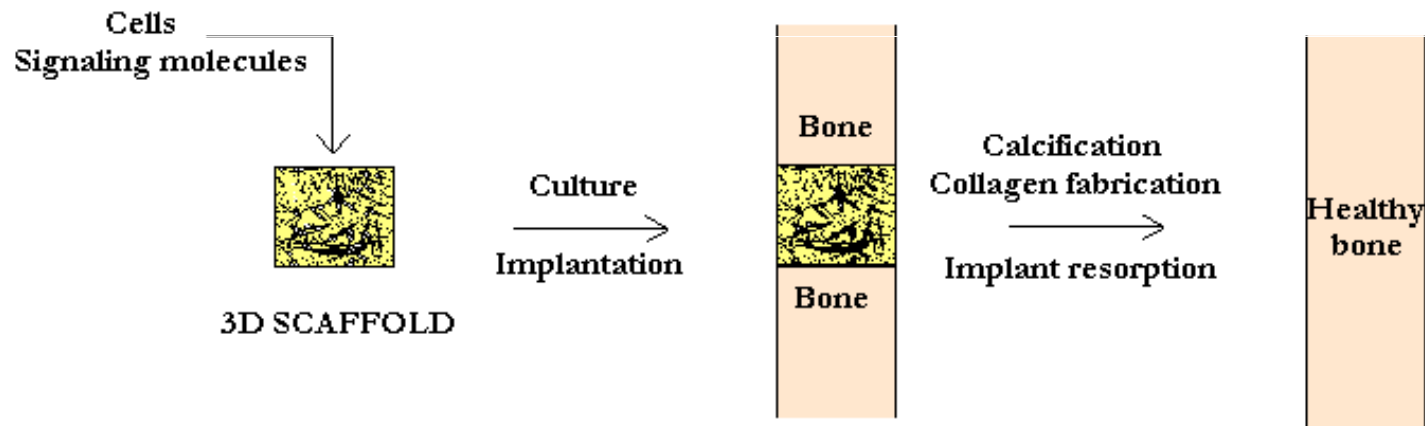 Cells
Signaling molecules
3D SCAFFOLD
Culture
Implantation
Bone
Bone
Calcification
Collagen fabrication
Implant resorption
Healthy
bone